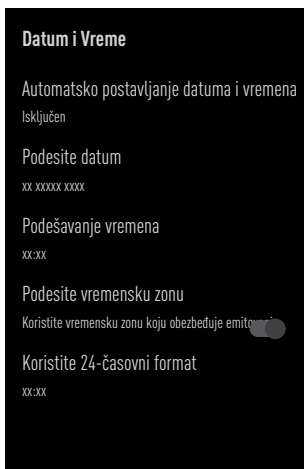 Datum i Vreme
Automatsko postavljanje datuma i vremena
Isključen
Podesite datum
xx xxxxx xxxx
Podešavanje vremena
xx:xx
Podesite vremensku zonu
Koristite vremensku zonu koju obezbeđuje
Koristite 24-časovni format
xx:xx